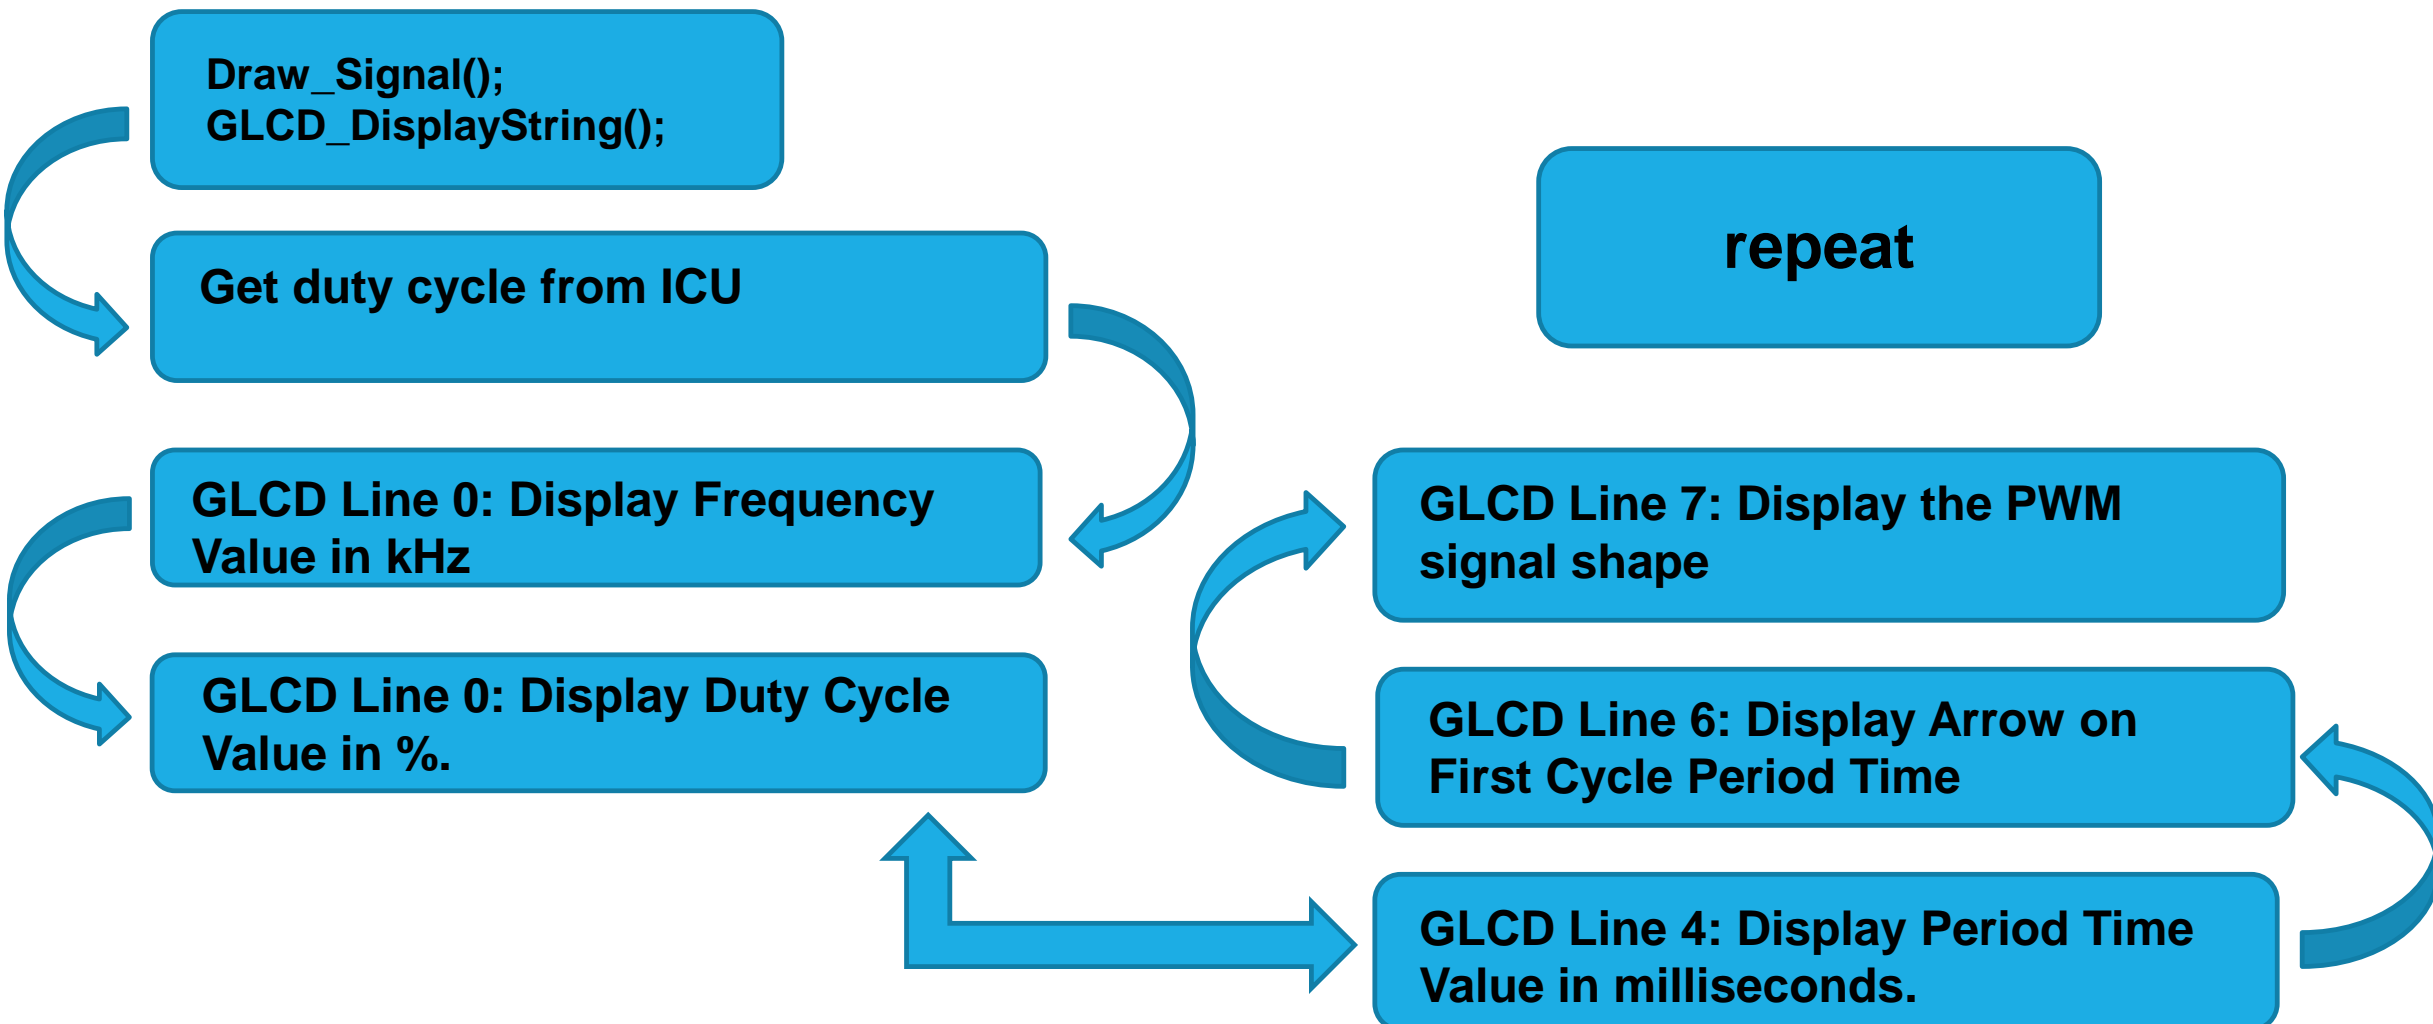 Draw_Signal();
GLCD_DisplayString();
Get duty cycle from ICU
GLCD Line 0: Display Frequency
Value in kHz
GLCD Line 0: Display Duty Cycle
Value in %.
GLCD Line 4: Display Period Time
Value in milliseconds.
GLCD Line 6: Display Arrow on
First Cycle Period Time
GLCD Line 7: Display the PWM
signal shape
repeat